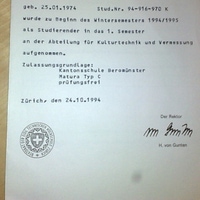 geb. 25.01.1974 Stud.Nr. 94-916-970 K
wurde zu Beginn des Wintersemesters 1994/1995
als Studierender in das 1. Semester
an der Abteilung für Kulturtechnik und Vermessung
aufgenommen.
Zulassungsgrundlage:
Kantonsschule Beromünster
Matura Typ C
prüfungsfrei
Zürich, den 24.10.1994
Der Rektor
H. von Gunten